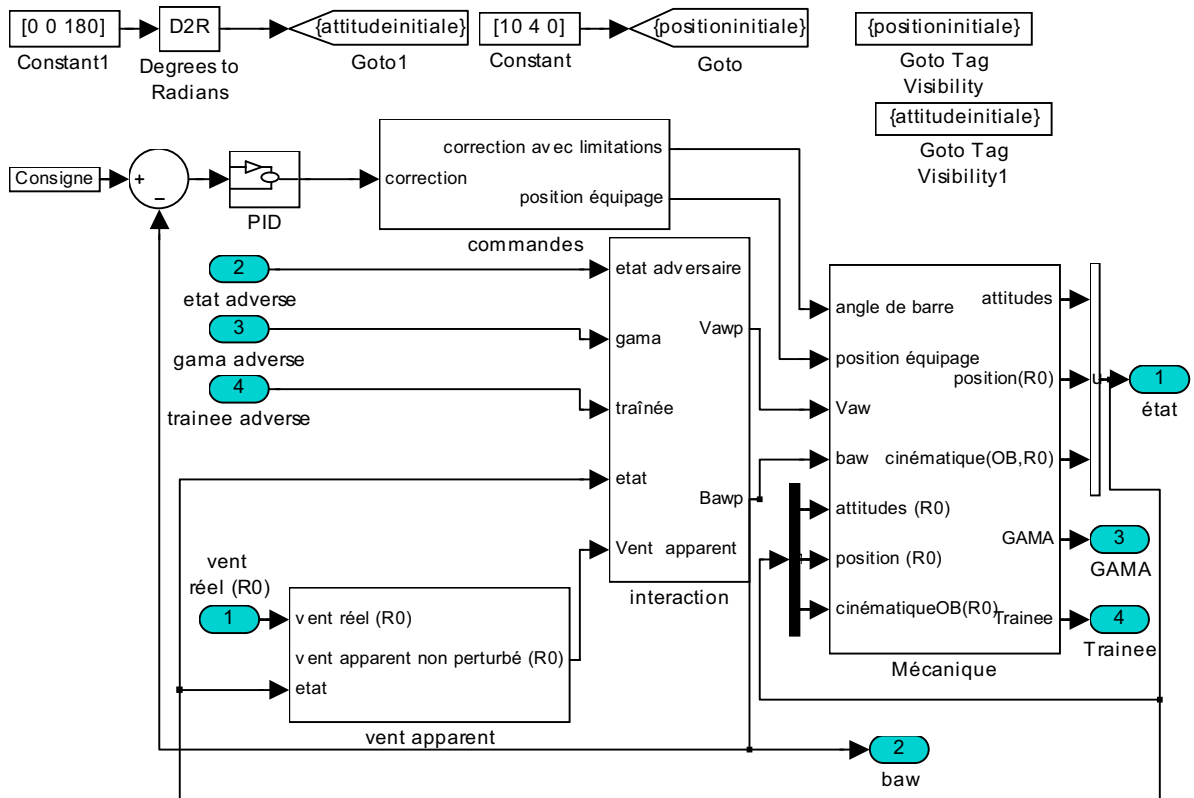 [0 0 180]
Constant1
D2R
Degrees to
Radians
{attitudeinitiale}
Goto1
[10 4 0]
Constant
{positioninitiale}
Goto
{positioninitiale}
Goto Tag
Visibility
{attitudeinitiale}
Goto Tag
Visibility1
Consigne
+
−
PID
correction
correction avec limitations
position équipage
commandes
2
etat adverse
3
gama adverse
4
trainee adverse
etat adversaire
gama
traînée
etat
Vent apparent
Vawp
Bawp
interaction
vent
réel (R0)
1
vent réel (R0)
vent apparent non perturbé (R0)
etat
vent apparent
angle de barre
position équipage
Vaw
baw
attitudes (R0)
position (R0)
cinématiqueOB(R0)
attitudes
position(R0)
cinématique(OB,R0)
GAMA
Trainee
Mécanique
1
état
3
GAMA
4
Trainee
2
baw